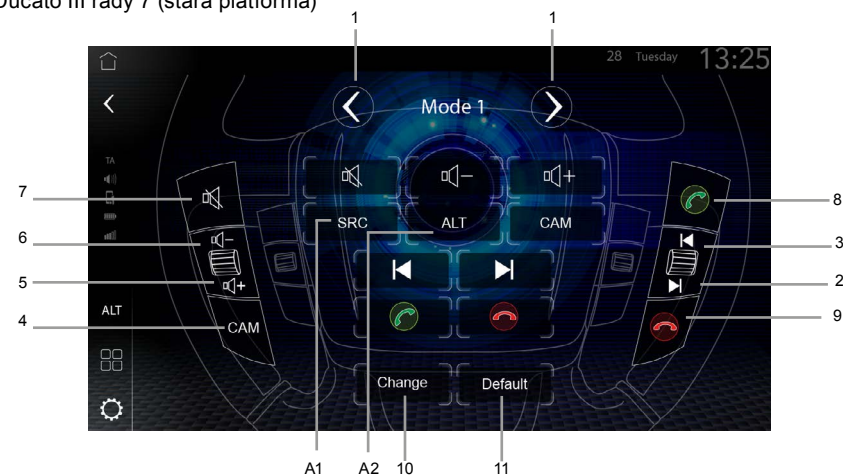 Ducato III rady 7 (stará platforma)
1 1
28 Tuesday 13:25
Mode 1
TA
7
8
6
SRC ALT CAM
3
5
2
4
ALT
CAM
9
Change Default
A1 A2 10 11